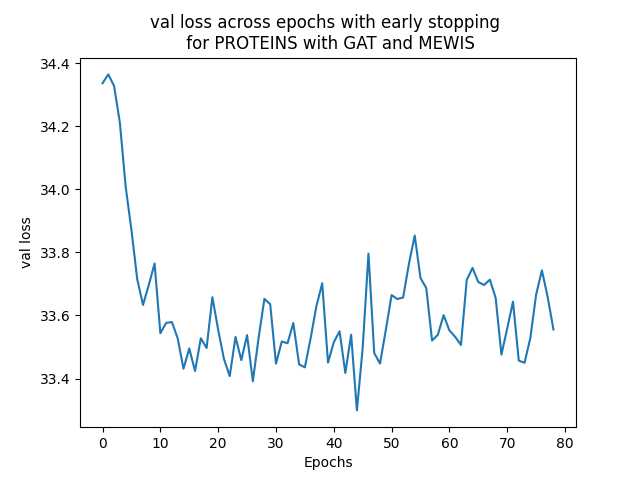 val loss across epochs with early stopping
for PROTEINS with GAT and MEWIS
34.4
34.2
34.0
33.8
33.6
33.4
val loss
0 10 20 30 40 50 60 70 80
Epochs